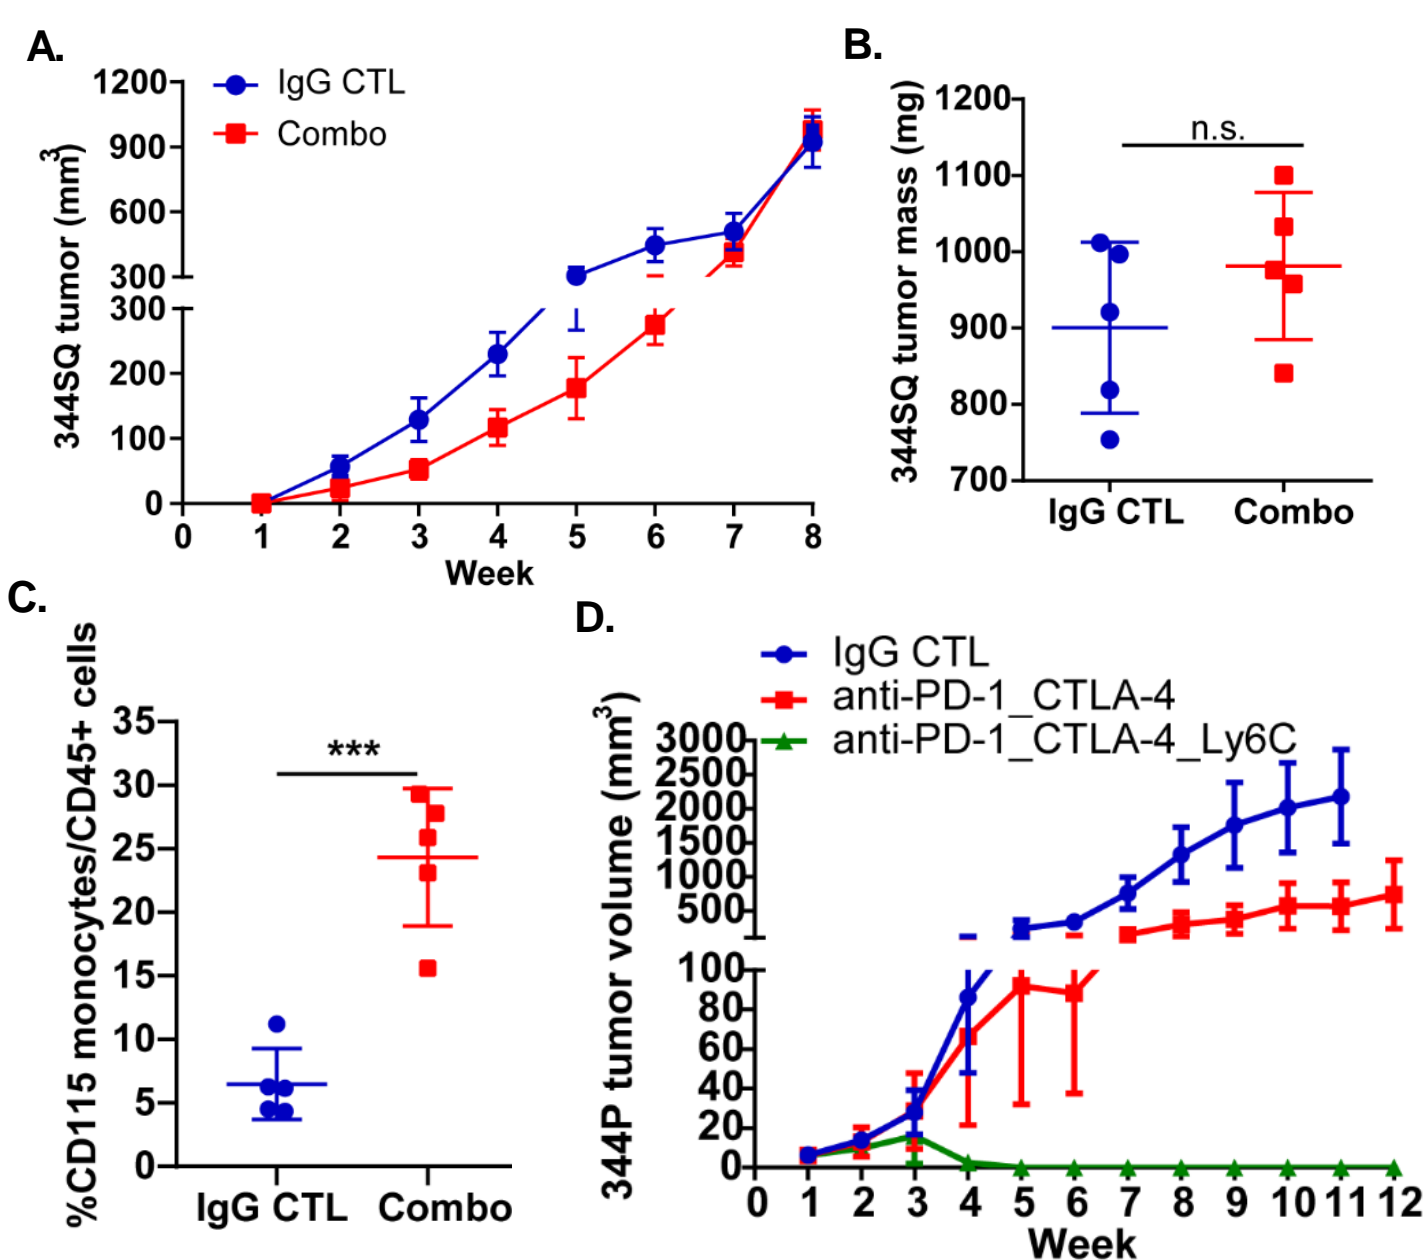 A.
IgG CTL
Combo
344SQ tumor (mm3)
1200
900
600
300
300
200
100
0
0 1 2 3 4 5 6 7 8
Week
B.
344SQ tumor mass (mg)
1200
1100
1000
900
800
700
n.s.
IgG CTL Combo
C.
%CD115 monocytes/CD45+ cells
35
30
25
20
15
10
5
0
***
IgG CTL Combo
D.
IgG CTL
anti-PD-1_CTLA-4
anti-PD-1_CTLA-4_Ly6C
344P tumor volume (mm3)
3000
2500
2000
1500
1000
500
100
80
60
40
20
0
0 1 2 3 4 5 6 7 8 9 10 11 12
Week